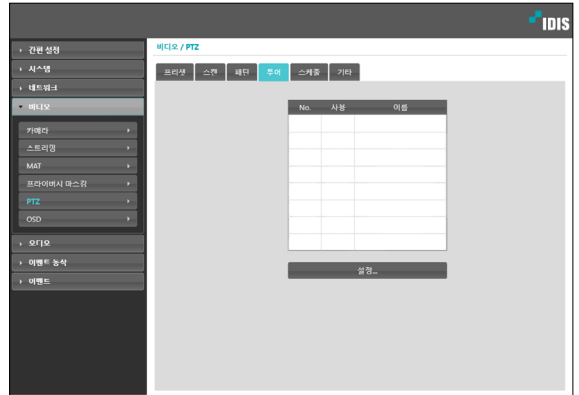 IDIS
간편 설정
시스템
네트워크
비디오
카메라
스트리밍
MAT
프라이버시 마스킹
PTZ
OSD
오디오
이벤트 동작
이벤트
비디오 / PTZ
프리셋 스캔 패턴 투어 스케줄 기타
No. 사용 이름
설정...